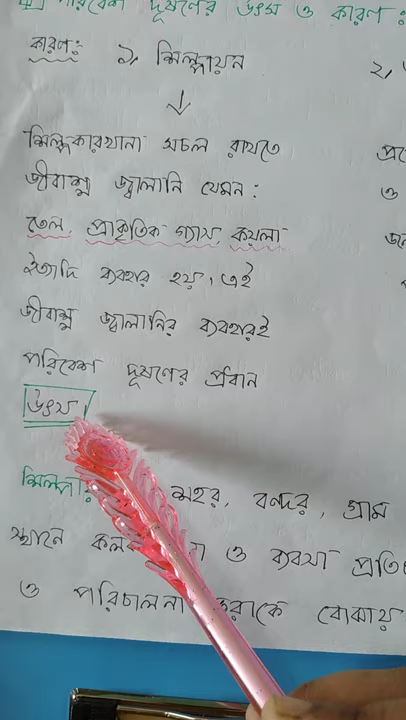 পরিবেশ দূষণের উৎস ও কারণ :
কারণ: ১, শিল্পায়ন
২,
↓
শিল্পকারখানা সচল রাখতে
জীবাশ্ম জ্বালানি যেমন :
তেল, প্রাকৃতিক গ্যাস, কয়লা
ইত্যাদি ব্যবহার হয়। এই
জীবাশ্ম জ্বালানির ব্যবহারই
পরিবেশ দূষণের প্রধান
উৎস।
শহর, বন্দর, গ্রাম
স্থানে ও ব্যবসা
ও পরিচালনা করাকে বোঝায়